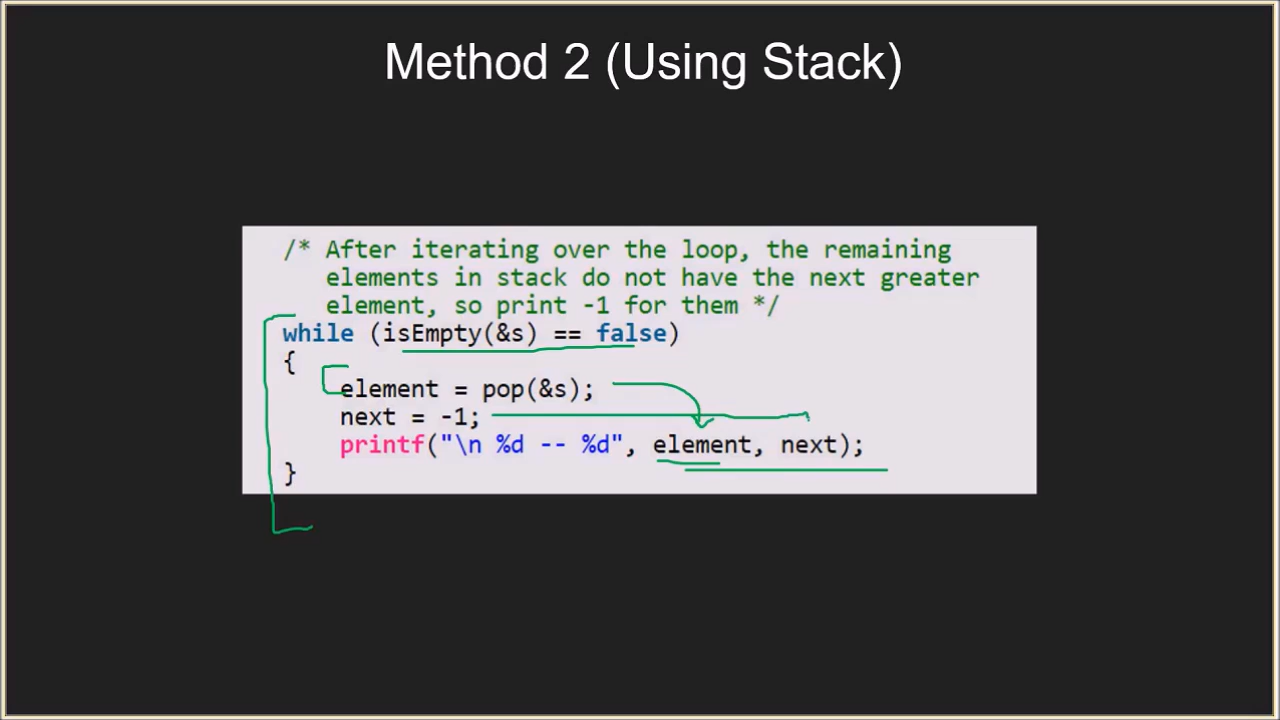 Method 2 (Using Stack)
/* After iterating over the loop, the remaining
elements in stack do not have the next greater
element, so print -1 for them */
while (isEmpty(&s) == false)
{
element = pop(&s);
next = -1;
printf("\n %d -- %d", element, next);
}